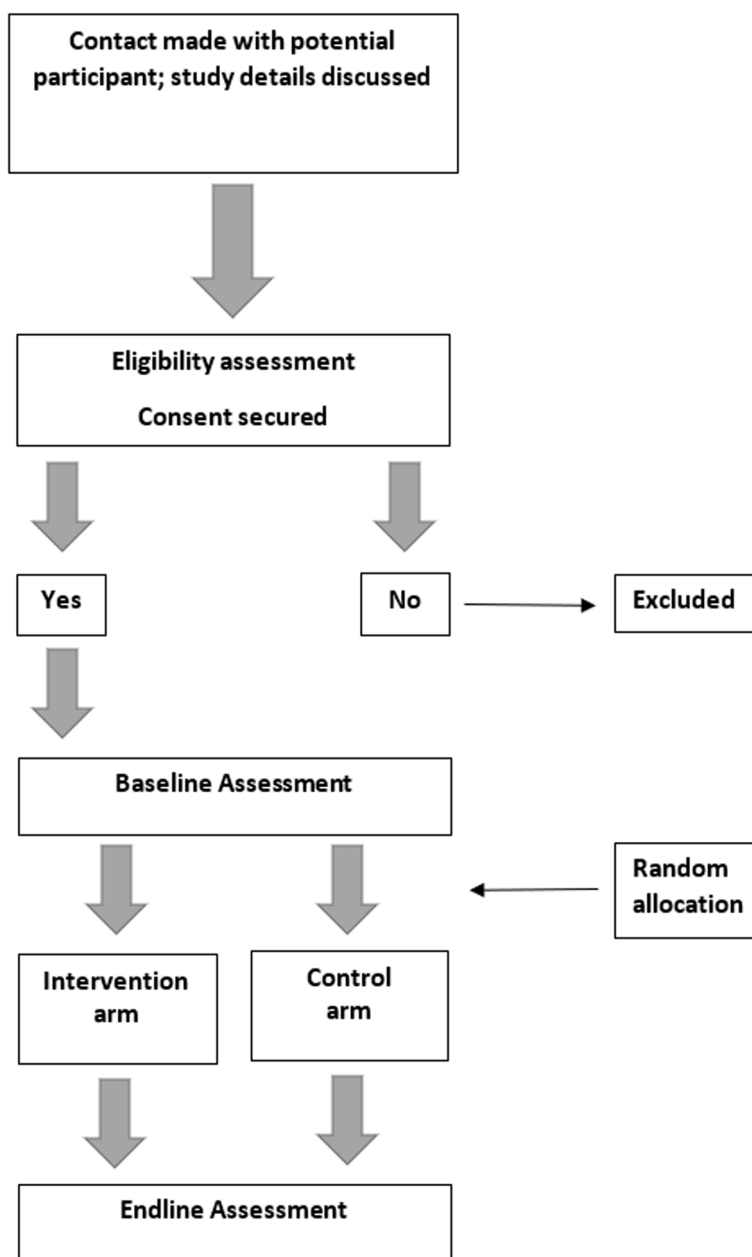 Contact made with potential
participant; study details discussed
Eligibility assessment
Consent secured
Yes
No
Excluded
Baseline Assessment
Random
allocation
Intervention
arm
Control
arm
Endline Assessment